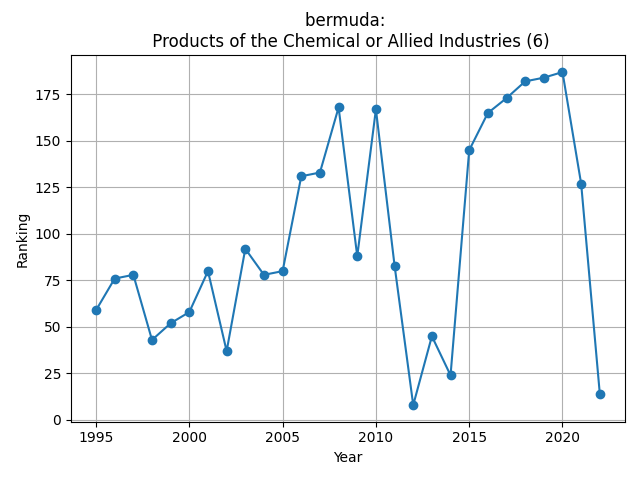 bermuda:
Products of the Chemical or Allied Industries (6)
Ranking
175
150
125
100
75
50
25
0
1995 2000 2005 2010 2015 2020
Year